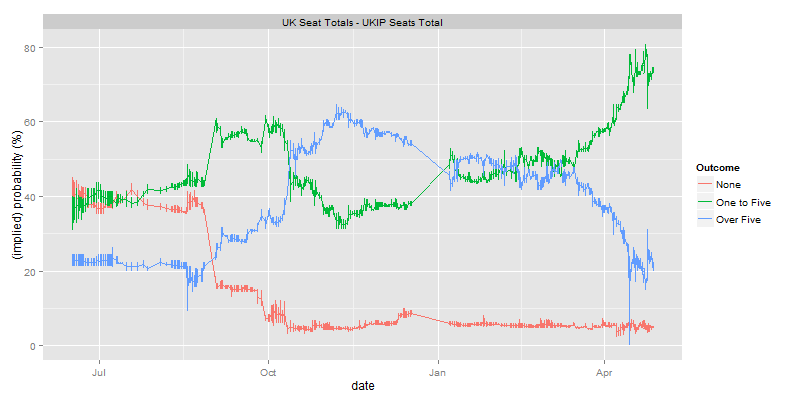 UK Seat Totals - UKIP Seats Total
(implied) probability (%)
80
60
40
20
0
Jul
Oct
Jan
Apr
date
Outcome
None
One to Five
Over Five